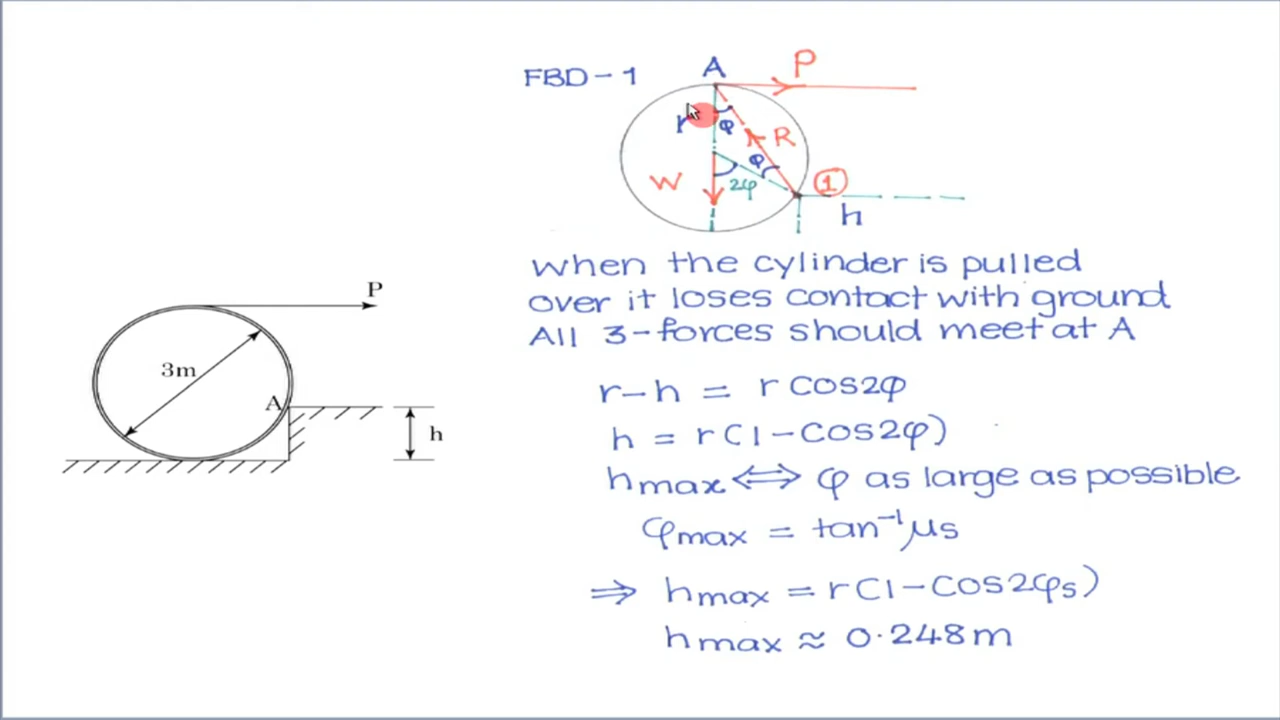 FBD-1
A
P
r
φ
φ
R
W
2φ
1
h
When the cylinder is pulled
over it loses contact with ground
All 3-forces should meet at A
r-h = r cos2φ
h = r(1-cos2φ)
hmax ⟺ φ as large as possible
φmax = tan⁻¹μs
⇒ hmax = r(1-cos2φs)
hmax ≈ 0.248m
P
3m
A
h